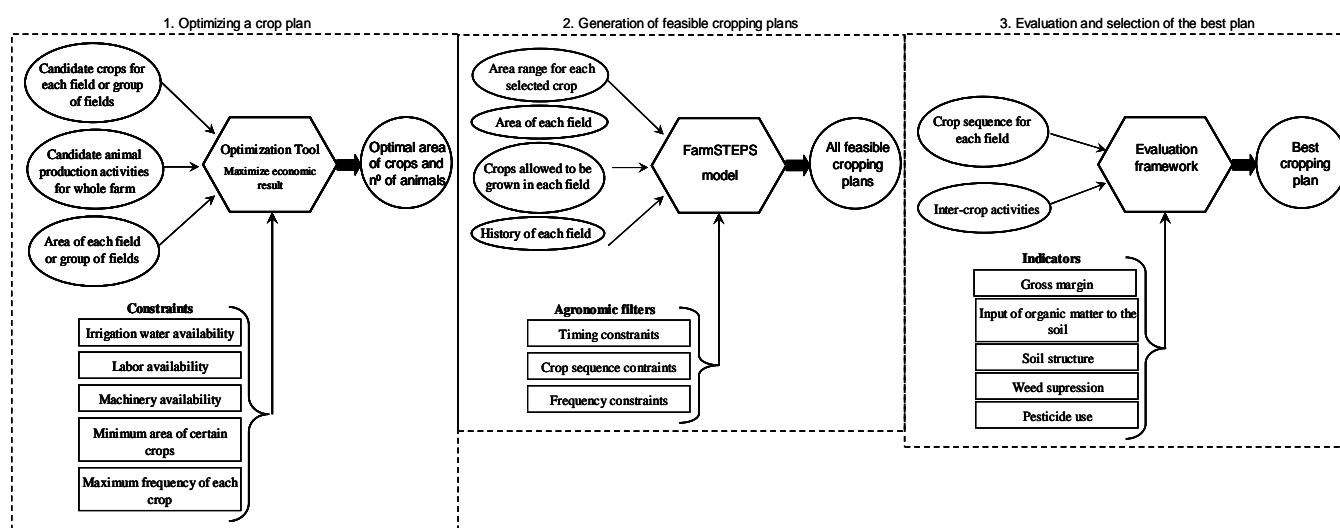 1. Optimizing a crop plan
Candidate crops for
each field or group
of fields
Candidate animal
production activities
for whole farm
Area of each field
or group of fields
Optimization Tool
Maximize economic
result
Optimal area
of crops and
nº of animals
Constraints
Irrigation water availability
Labor availability
Machinery availability
Minimum area of certain
crops
Maximum frequency of each
crop
2. Generation of feasible cropping plans
Area range for each
selected crop
Area of each field
Crops allowed to be
grown in each field
History of each field
FarmSTEPS
model
All feasible
cropping
plans
Agronomic filters
Timing constranits
Crop sequence contraints
Frequency constraints
3. Evaluation and selection of the best plan
Crop sequence for
each field
Inter-crop activities
Evaluation
framework
Best
cropping
plan
Indicators
Gross margin
Input of organic matter to the
soil
Soil structure
Weed supression
Pesticide use